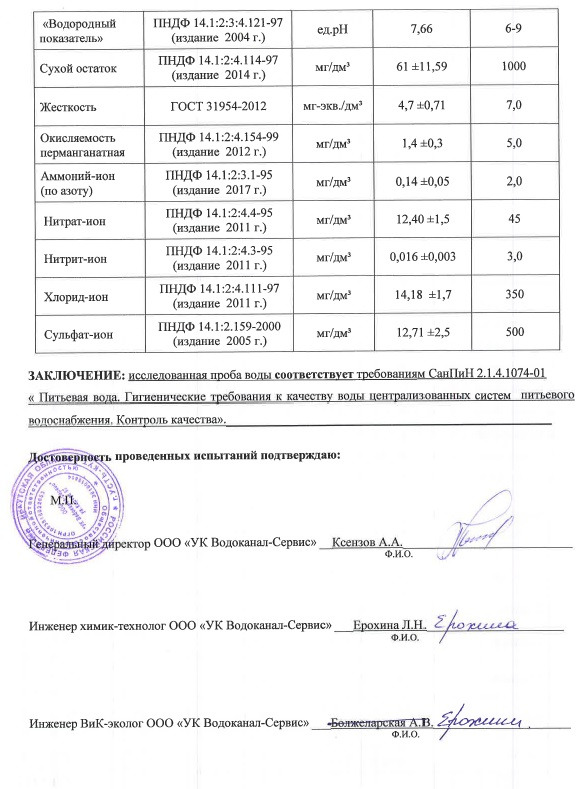 «Водородный показатель» ПНДФ 14.1:2:3:4.121-97 (издание 2004 г.) ед.рН 7,66 6-9
Сухой остаток ПНДФ 14.1:2:4.114-97 (издание 2014 г.) мг/дм³ 61 ±11,59 1000
Жесткость ГОСТ 31954-2012 мг-экв./дм³ 4,7 ±0,71 7,0
Окисляемость перманганатная ПНДФ 14.1:2:4.154-99 (издание 2012 г.) мг/дм³ 1,4 ±0,3 5,0
Аммоний-ион (по азоту) ПНДФ 14.1:2:3.1-95 (издание 2017 г.) мг/дм³ 0,14 ±0,05 2,0
Нитрат-ион ПНДФ 14.1:2:4.4-95 (издание 2011 г.) мг/дм³ 12,40 ±1,5 45
Нитрит-ион ПНДФ 14.1:2:4.3-95 (издание 2011 г.) мг/дм³ 0,016 ±0,003 3,0
Хлорид-ион ПНДФ 14.1:2:4.111-97 (издание 2011 г.) мг/дм³ 14,18 ±1,7 350
Сульфат-ион ПНДФ 14.1:2.159-2000 (издание 2005 г.) мг/дм³ 12,71 ±2,5 500
ЗАКЛЮЧЕНИЕ: исследованная проба воды соответствует требованиям СанПиН 2.1.4.1074-01
« Питьевая вода. Гигиенические требования к качеству воды централизованных систем питьевого
водоснабжения. Контроль качества».
Достоверность проведенных испытаний подтверждаю:
М.П.
Генеральный директор ООО «УК Водоканал-Сервис» Ксензов А.А.
Ф.И.О.
Инженер химик-технолог ООО «УК Водоканал-Сервис» Ерохина Л.Н. Ерохина
Ф.И.О.
Инженер ВиК-эколог ООО «УК Водоканал-Сервис» Болжеларская А.В.
Ф.И.О.